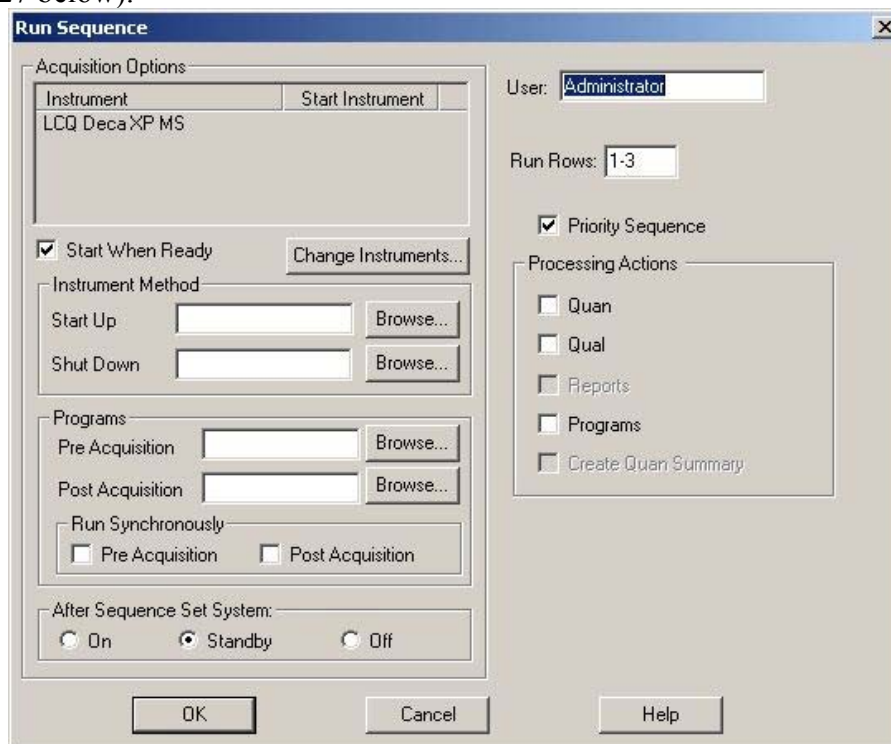 27 below).
Run Sequence
Acquisition Options
Instrument Start Instrument
LCQ Deca XP MS
Start When Ready
Change Instruments...
Instrument Method
Start Up
Browse...
Shut Down
Browse...
Programs
Pre Acquisition
Browse...
Post Acquisition
Browse...
Run Synchronously
Pre Acquisition
Post Acquisition
After Sequence Set System:
On
Standby
Off
User: Administrator
Run Rows: 1-3
Priority Sequence
Processing Actions
Quan
Qual
Reports
Programs
Create Quan Summary
OK
Cancel
Help